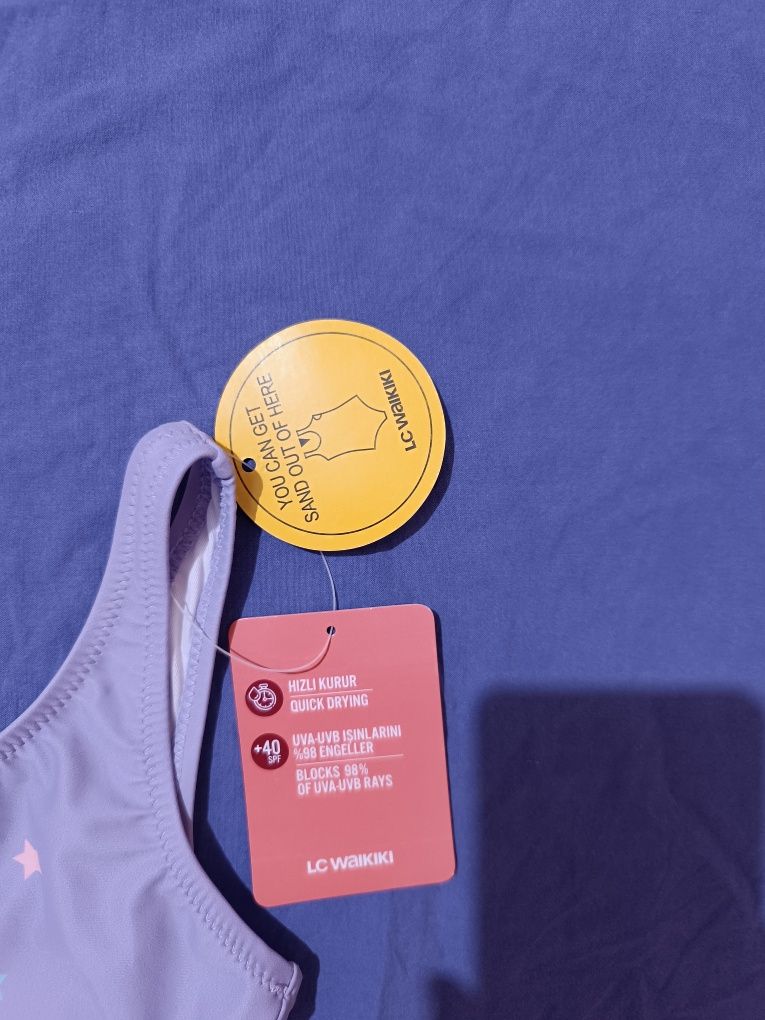 YOU CAN GET
SAND OUT OF HERE
LC WAIKIKI
HIZLI KURUR
QUICK DRYING
+40
SPF
UVA-UVB IŞINLARINI
%98 ENGELLER
BLOCKS 98%
OF UVA-UVB RAYS
LC WAIKIKI